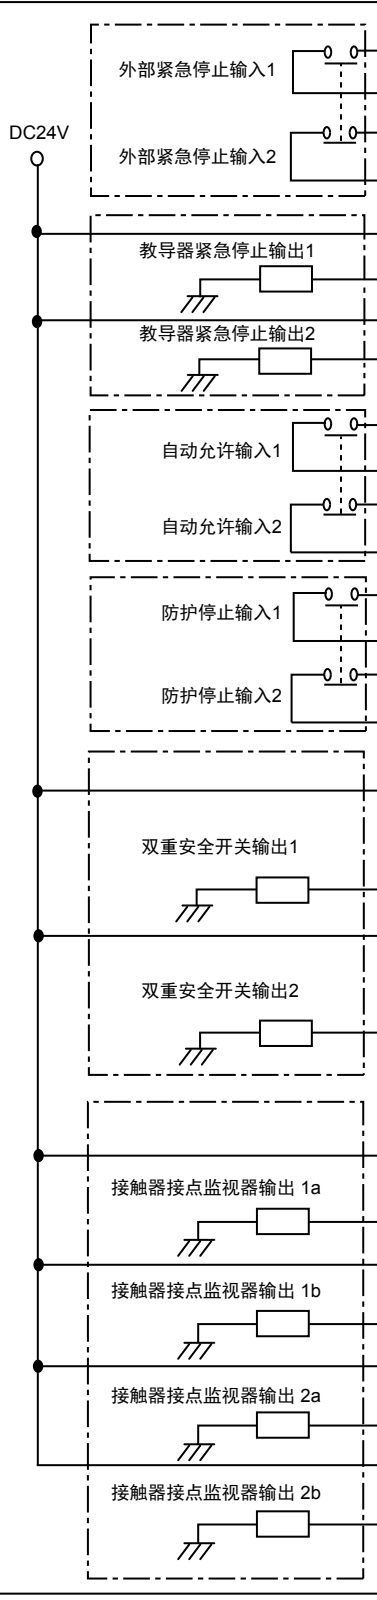 外部紧急停止输入1
DC24V
外部紧急停止输入2
教导器紧急停止输出1
教导器紧急停止输出2
自动允许输入1
自动允许输入2
防护停止输入1
防护停止输入2
双重安全开关输出1
双重安全开关输出2
接触器接点监视器输出 1a
接触器接点监视器输出 1b
接触器接点监视器输出 2a
接触器接点监视器输出 2b